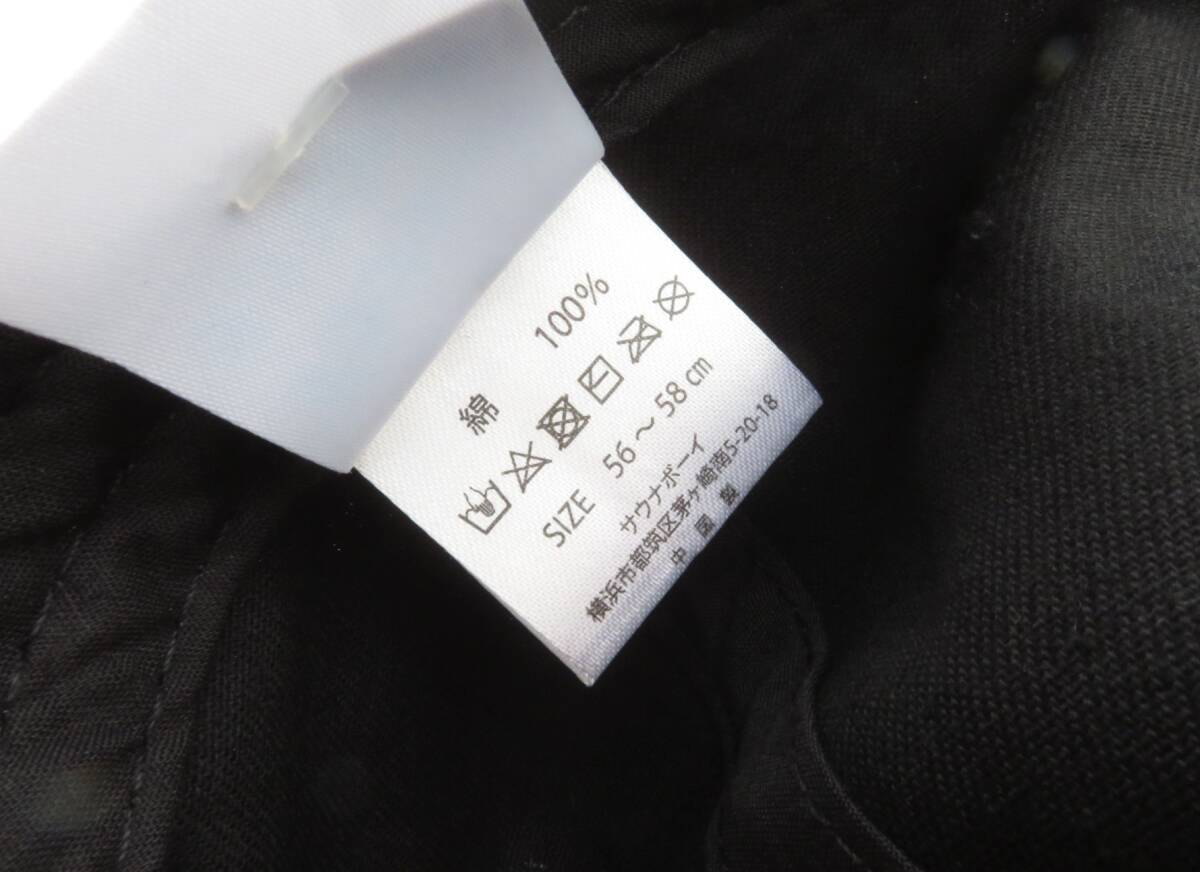 綿 100%
SIZE 56～58 cm
サウナボーイ
横浜市都筑区茅ヶ崎南5-20-18
中国製